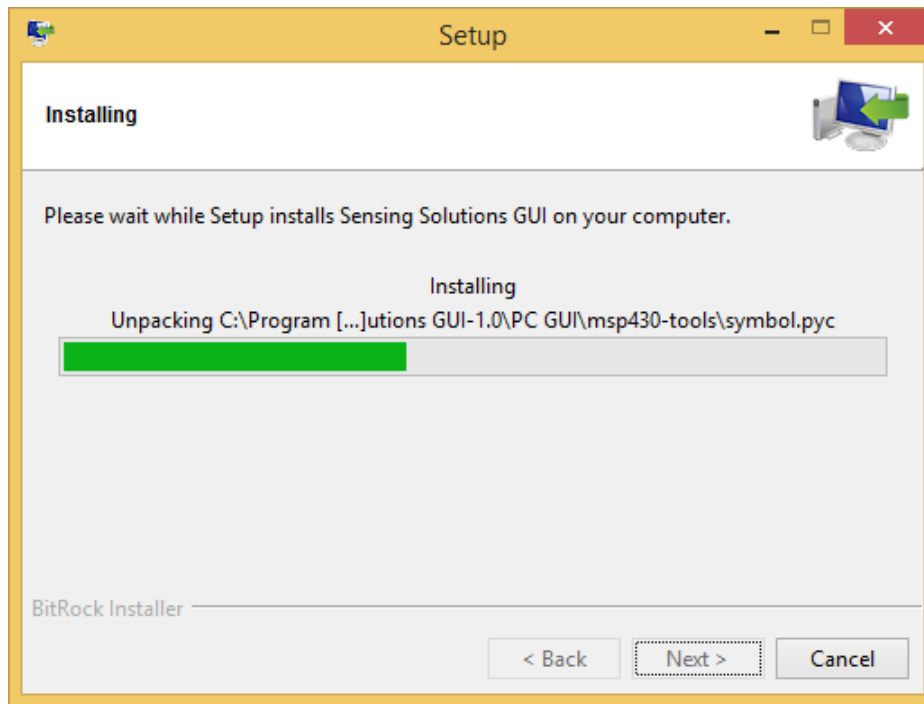 Setup
Installing
Please wait while Setup installs Sensing Solutions GUI on your computer.
Installing
Unpacking C:\Program [...]utions GUI-1.0\PC GUI\msp430-tools\symbol.pyc
BitRock Installer
< Back Next > Cancel